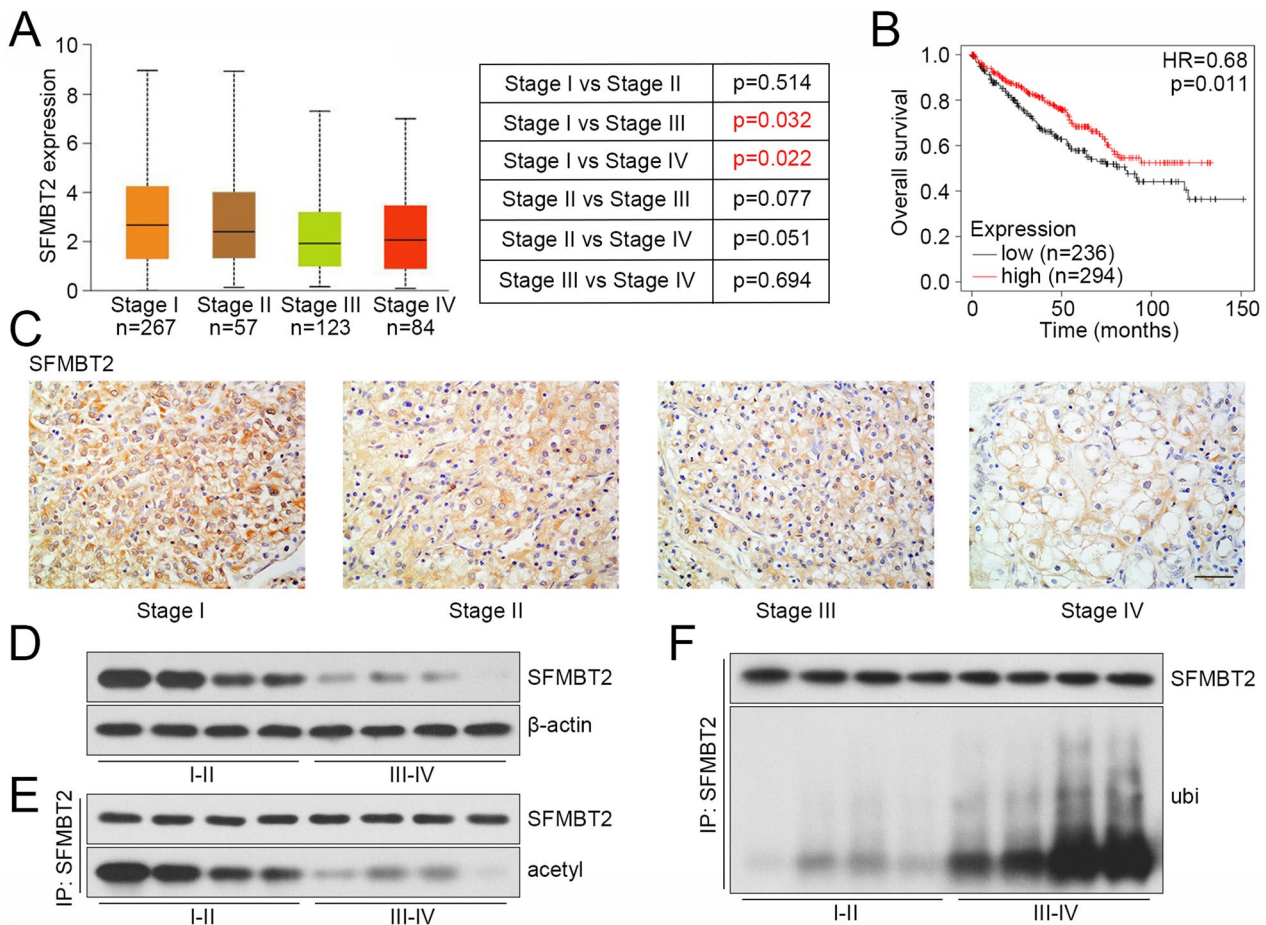 A
10
8
6
4
2
0
SFMBT2 expression
Stage I
n=267
Stage II
n=57
Stage III
n=123
Stage IV
n=84
Stage I vs Stage II p=0.514
Stage I vs Stage III p=0.032
Stage I vs Stage IV p=0.022
Stage II vs Stage III p=0.077
Stage II vs Stage IV p=0.051
Stage III vs Stage IV p=0.694
B
1.0
0.8
0.6
0.4
0.2
0.0
Overall survival
HR=0.68
p=0.011
Expression
low (n=236)
high (n=294)
0 50 100 150
Time (months)
C
SFMBT2
Stage I
Stage II
Stage III
Stage IV
D
SFMBT2
β-actin
I-II III-IV
E
IP: SFMBT2
SFMBT2
acetyl
I-II III-IV
F
IP: SFMBT2
SFMBT2
ubi
I-II III-IV